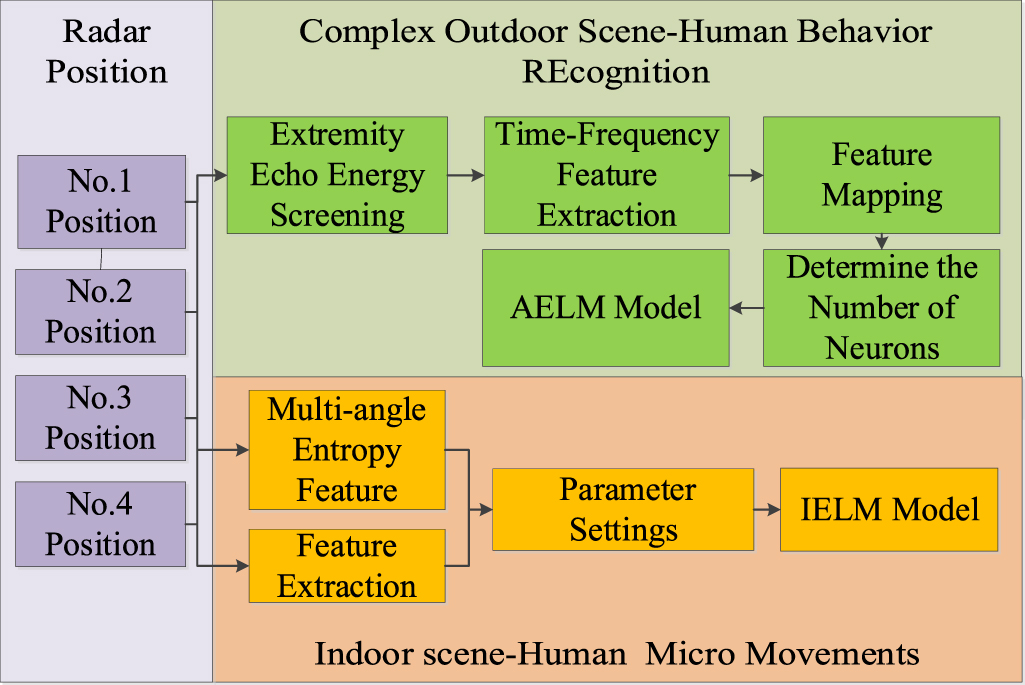 Radar
Position
Complex Outdoor Scene-Human Behavior
REcognition
No.1
Position
No.2
Position
No.3
Position
No.4
Position
Extremity
Echo Energy
Screening
Time-Frequency
Feature
Extraction
Feature
Mapping
AELM Model
Determine the
Number of
Neurons
Multi-angle
Entropy
Feature
Feature
Extraction
Parameter
Settings
IELM Model
Indoor scene-Human Micro Movements